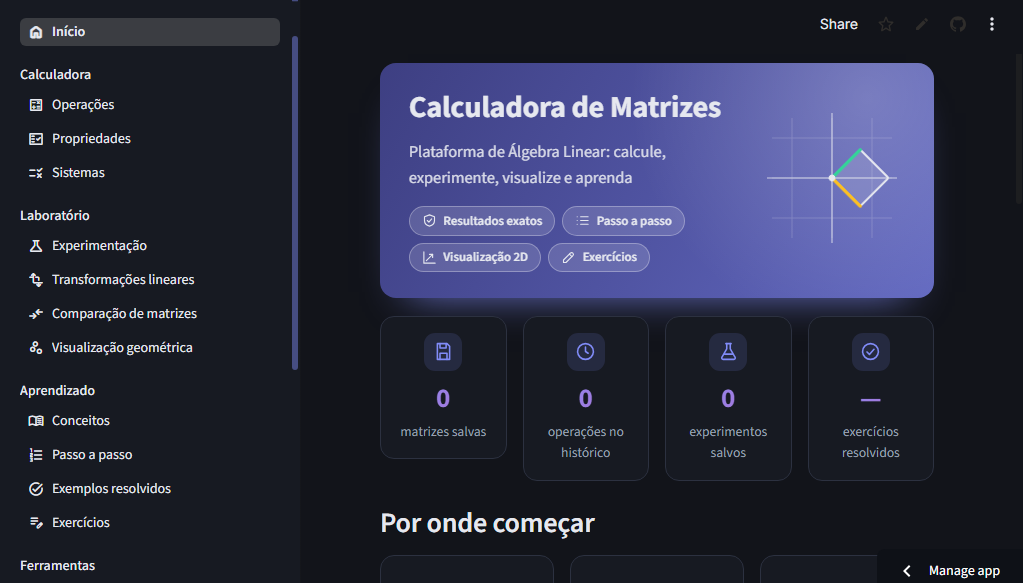 Início
Calculadora
Operações
Propriedades
Sistemas
Laboratório
Experimentação
Transformações lineares
Comparação de matrizes
Visualização geométrica
Aprendizado
Conceitos
Passo a passo
Exemplos resolvidos
Exercícios
Ferramentas
Share
Calculadora de Matrizes
Plataforma de Álgebra Linear: calcule,
experimente, visualize e aprenda
Resultados exatos
Passo a passo
Visualização 2D
Exercícios
0
matrizes salvas
0
operações no
histórico
0
experimentos
salvos
—
exercícios
resolvidos
Por onde começar
Manage app